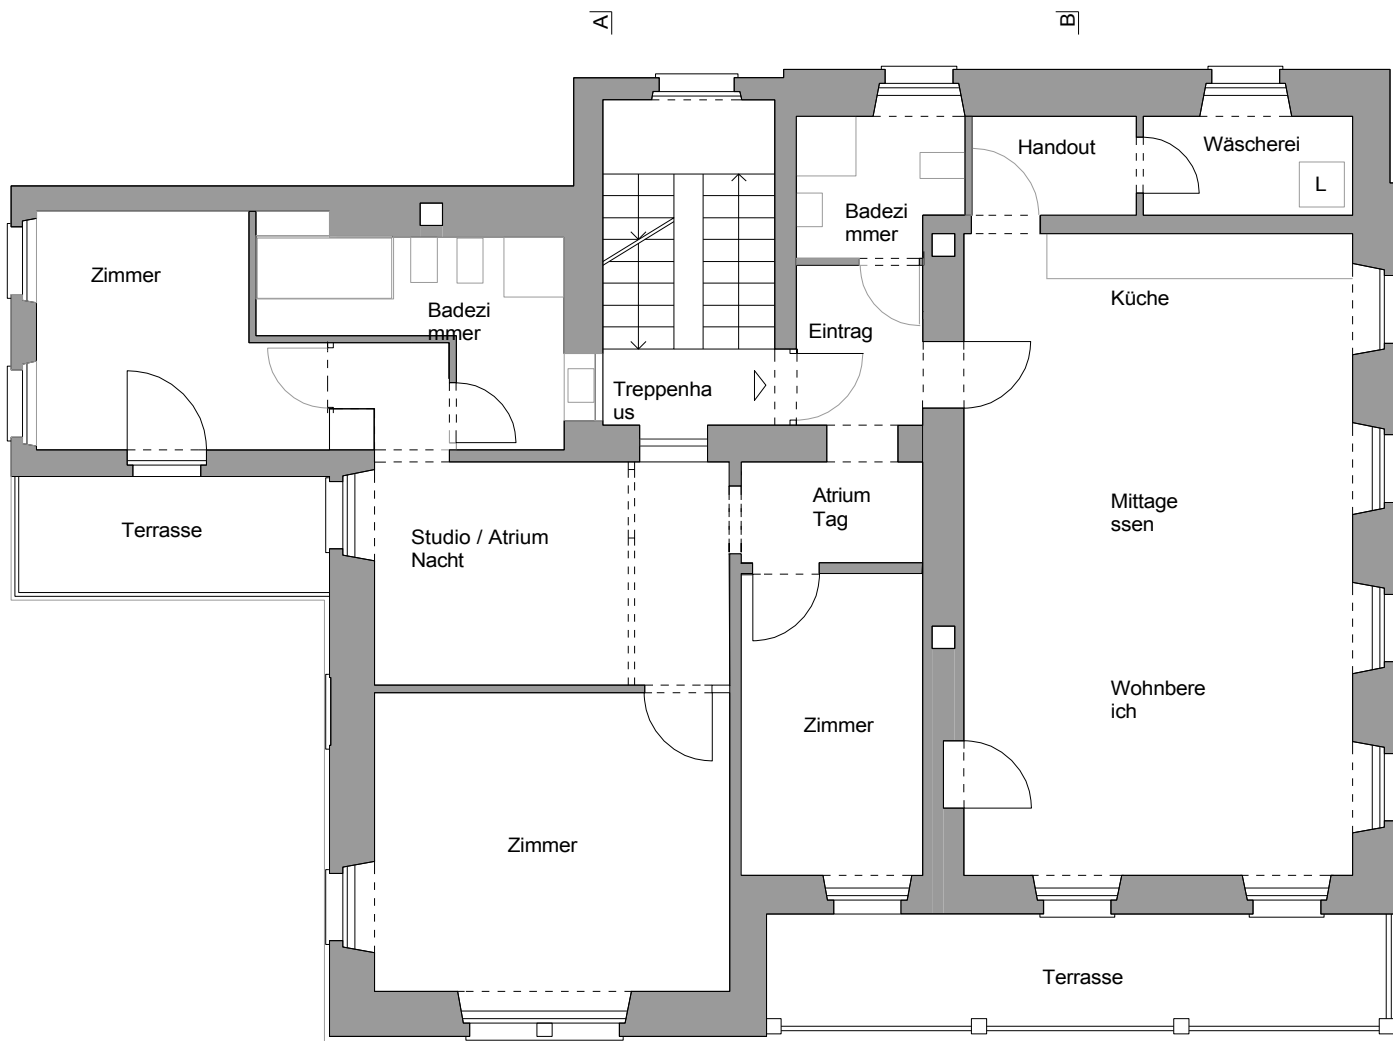 A
B
Handout
Wäscherei
L
Badezi
mmer
Zimmer
Badezi
mmer
Küche
Eintrag
Treppenha
us
Atrium
Tag
Mittage
ssen
Terrasse
Studio / Atrium
Nacht
Wohnbere
ich
Zimmer
Zimmer
Terrasse